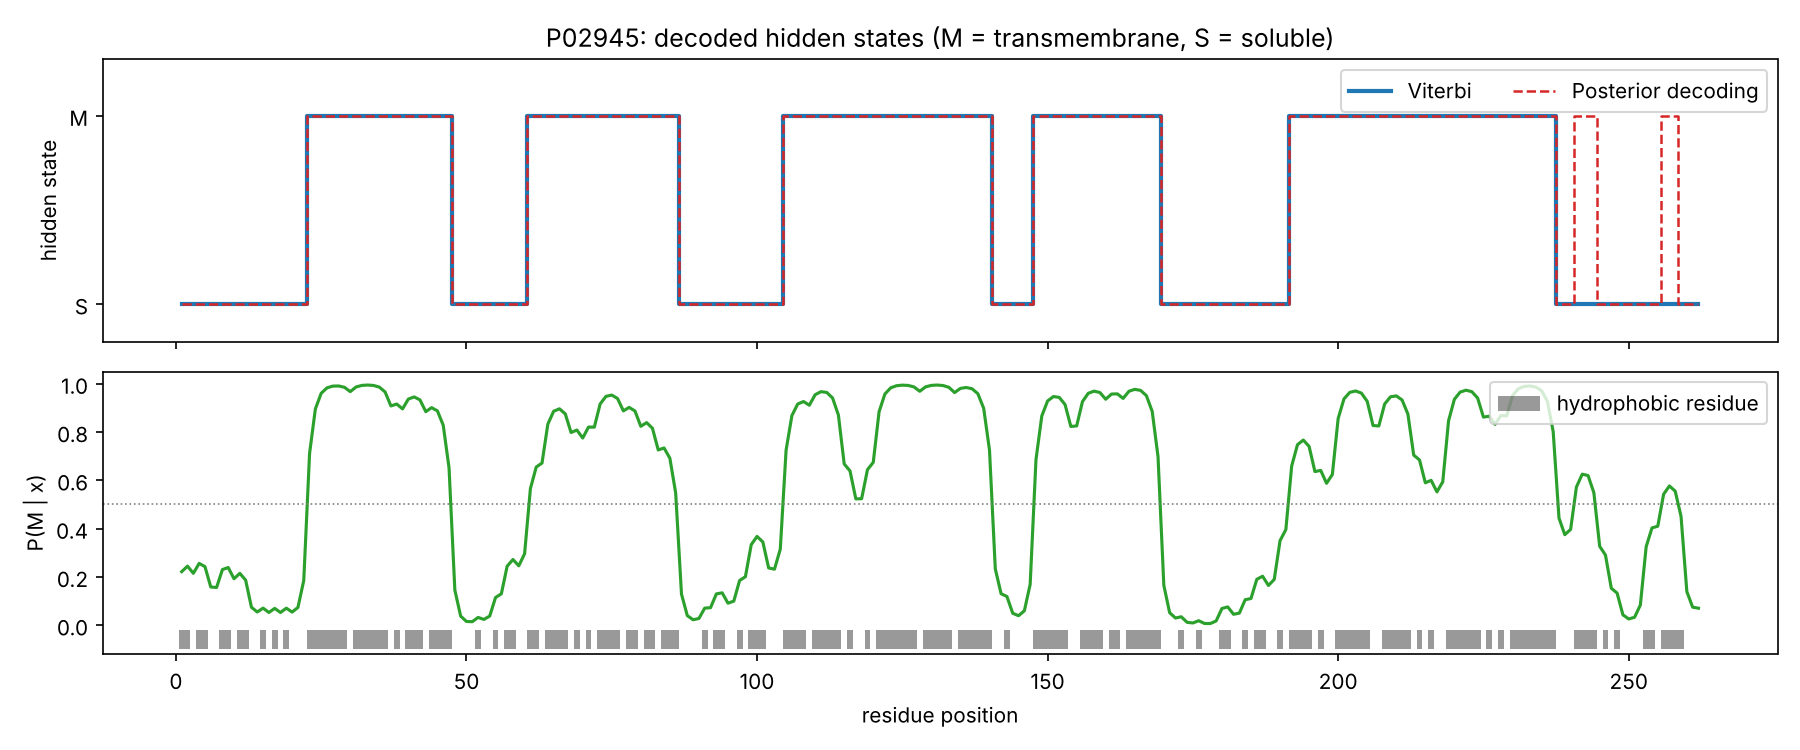 P02945: decoded hidden states (M = transmembrane, S = soluble)
Viterbi
Posterior decoding
M
S
hidden state
1.0
0.8
0.6
0.4
0.2
0.0
P(M | x)
hydrophobic residue
0 50 100 150 200 250
residue position